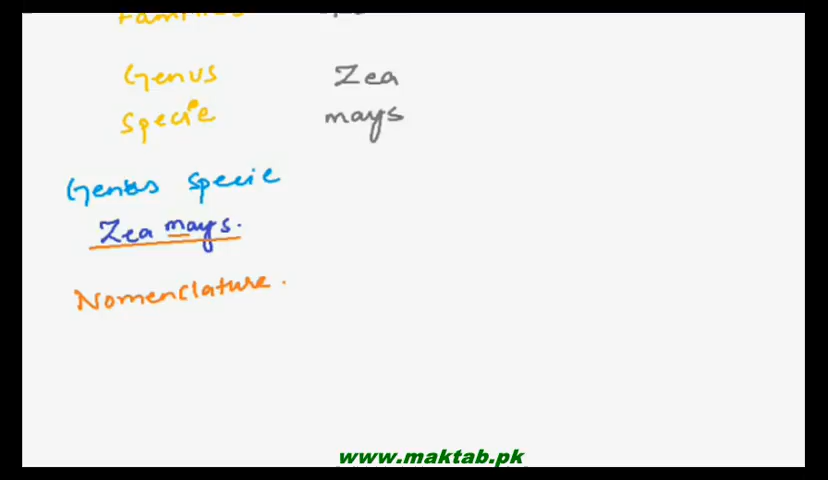 Genus Zea
Specie mays
Genus specie
Zea mays.
Nomenclature.
www.maktab.pk